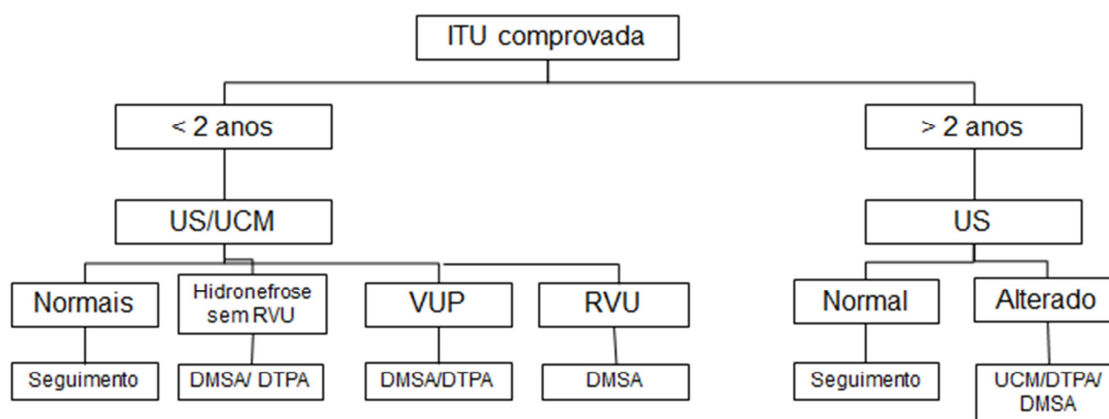 ITU comprovada
< 2 anos
> 2 anos
US/UCM
US
Normais
Hidronefrose
sem RVU
VUP
RVU
Normal
Alterado
Seguimento
DMSA/ DTPA
DMSA/DTPA
DMSA
Seguimento
UCM/DTPA/
DMSA